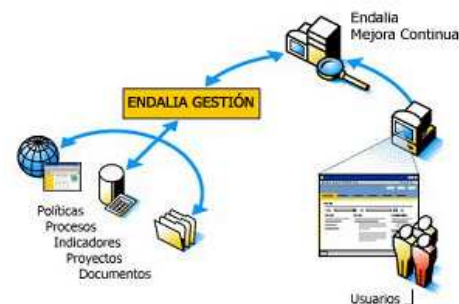 Endalia
Mejora Continua
ENDALIA GESTIÓN
Políticas
Procesos
Indicadores
Proyectos
Documentos
Usuarios